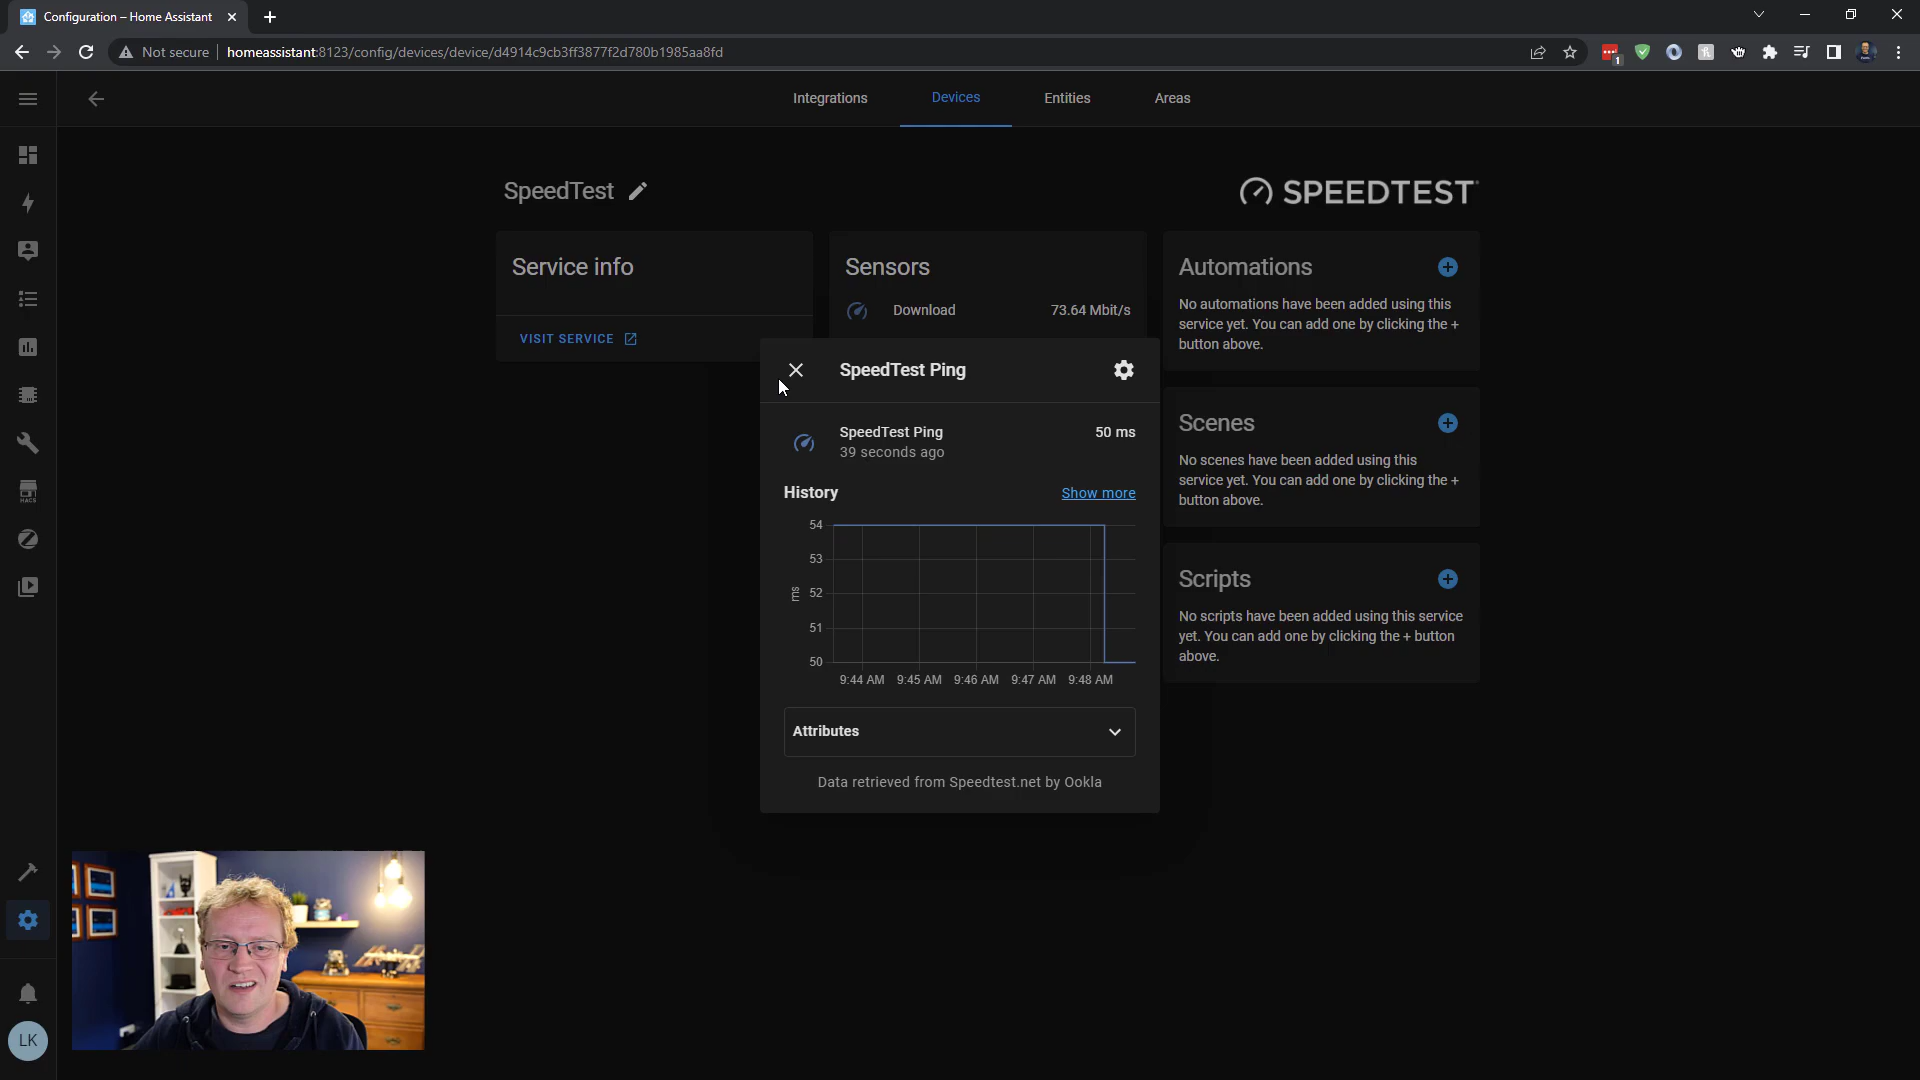 Configuration – Home Assistant
Not secure
homeassistant:8123/config/devices/device/d4914c9cb3ff3877f2d780b1985aa8fd
1
Integrations
Devices
Entities
Areas
SpeedTest
SPEEDTEST
Service info
VISIT SERVICE
Sensors
Download
73.64 Mbit/s
Automations
No automations have been added using this
service yet. You can add one by clicking the +
button above.
SpeedTest Ping
SpeedTest Ping
50 ms
39 seconds ago
History
Show more
54
53
52
51
50
ms
9:44 AM
9:45 AM
9:46 AM
9:47 AM
9:48 AM
Attributes
Data retrieved from Speedtest.net by Ookla
Scenes
No scenes have been added using this
service yet. You can add one by clicking the +
button above.
Scripts
No scripts have been added using this service
yet. You can add one by clicking the + button
above.
HACS
LK